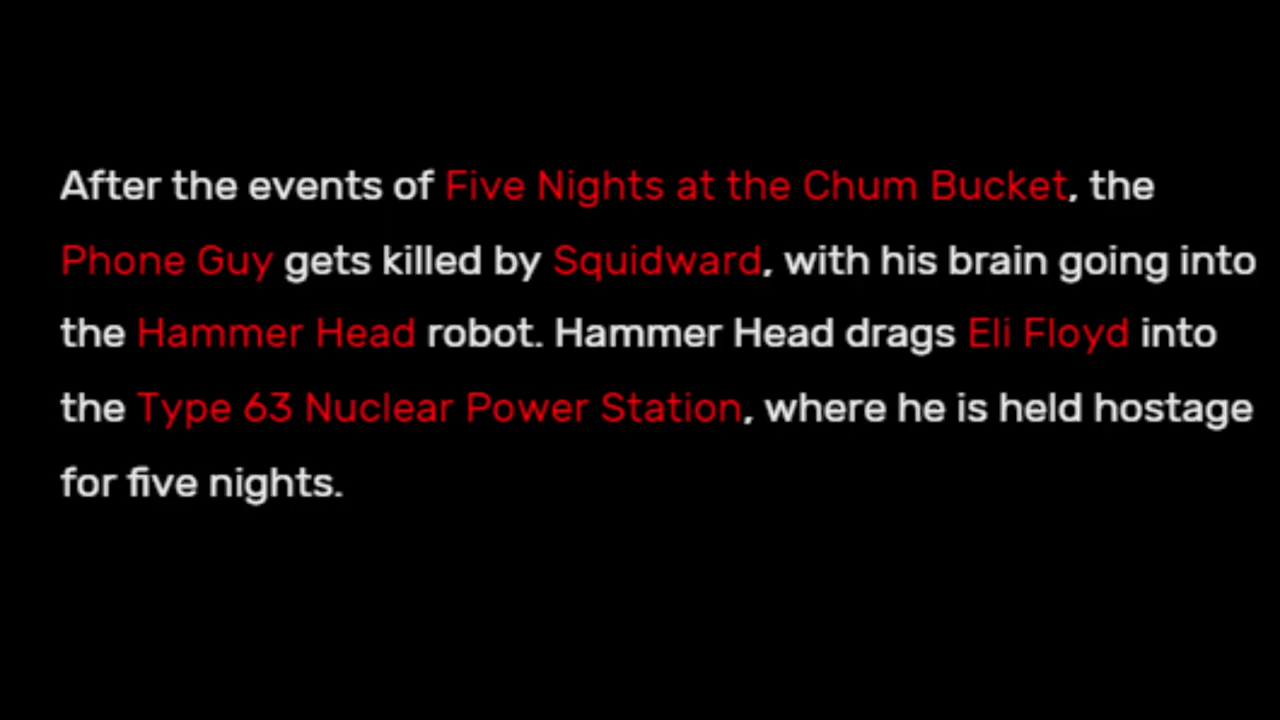 After the events of Five Nights at the Chum Bucket, the
Phone Guy gets killed by Squidward, with his brain going into
the Hammer Head robot. Hammer Head drags Eli Floyd into
the Type 63 Nuclear Power Station, where he is held hostage
for five nights.